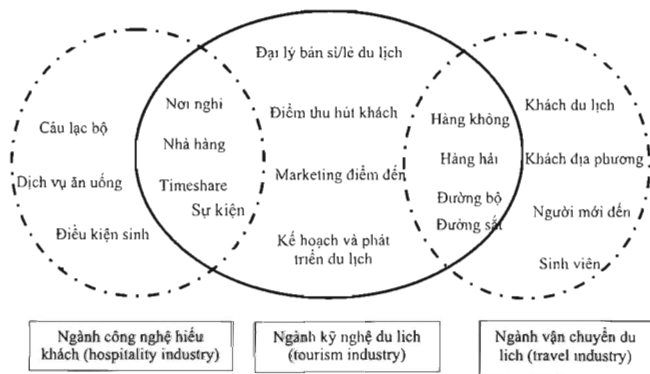 Đại lý bán sỉ/lẻ du lịch
Nơi nghỉ
Điểm thu hút khách
Khách du lịch
Câu lạc bộ
Hàng không
Nhà hàng
Hàng hải
Khách địa phương
Dịch vụ ăn uống
Timeshare
Marketing điểm đến
Sự kiện
Đường bộ
Người mới đến
Điều kiện sinh
Đường sắt
Kế hoạch và phát
triển du lịch
Sinh viên
Ngành công nghệ hiếu
khách (hospitality industry)
Ngành kỹ nghệ du lich
(tourism industry)
Ngành vận chuyển du
lich (travel industry)